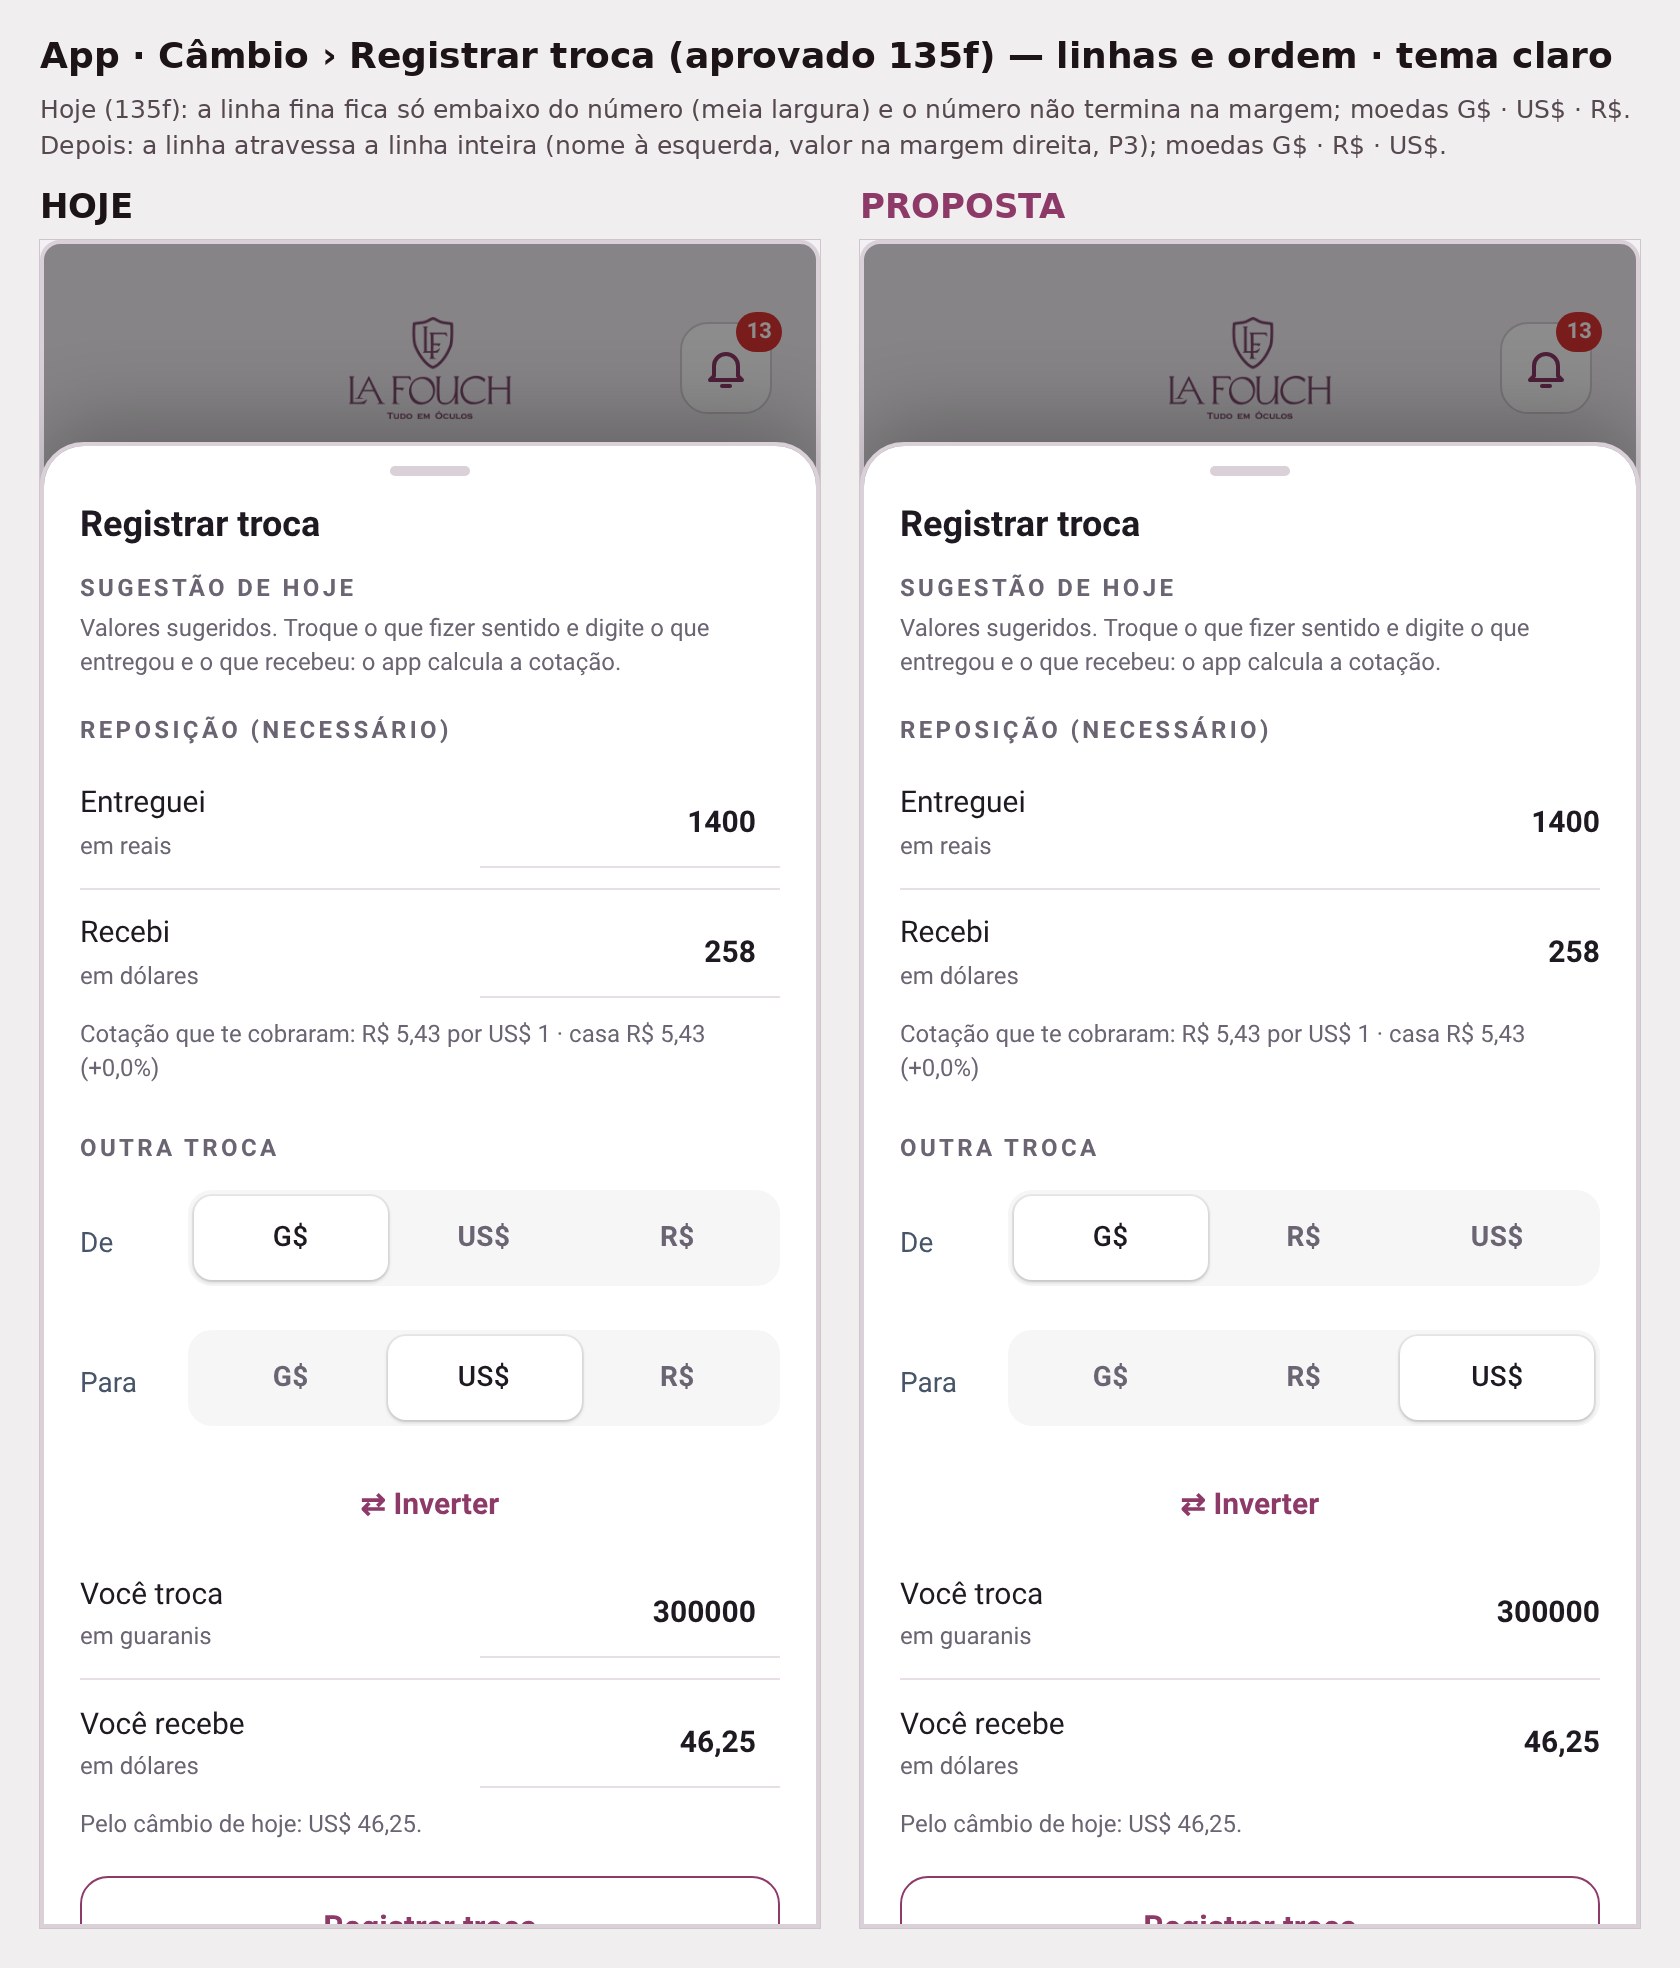 App · Câmbio › Registrar troca (aprovado 135f) — linhas e ordem · tema claro
Hoje (135f): a linha fina fica só embaixo do número (meia largura) e o número não termina na margem; moedas G$ · US$ · R$.
Depois: a linha atravessa a linha inteira (nome à esquerda, valor na margem direita, P3); moedas G$ · R$ · US$.
HOJE
13
LF
LA FOUCH
TUDO EM ÓCULOS
Registrar troca
SUGESTÃO DE HOJE
Valores sugeridos. Troque o que fizer sentido e digite o que
entregou e o que recebeu: o app calcula a cotação.
REPOSIÇÃO (NECESSÁRIO)
Entreguei
1400
em reais
Recebi
258
em dólares
Cotação que te cobraram: R$ 5,43 por US$ 1 · casa R$ 5,43
(+0,0%)
OUTRA TROCA
De G$ US$ R$
Para G$ US$ R$
⇄ Inverter
Você troca
300000
em guaranis
Você recebe
46,25
em dólares
Pelo câmbio de hoje: US$ 46,25.
Registrar troca
PROPOSTA
13
LF
LA FOUCH
TUDO EM ÓCULOS
Registrar troca
SUGESTÃO DE HOJE
Valores sugeridos. Troque o que fizer sentido e digite o que
entregou e o que recebeu: o app calcula a cotação.
REPOSIÇÃO (NECESSÁRIO)
Entreguei
1400
em reais
Recebi
258
em dólares
Cotação que te cobraram: R$ 5,43 por US$ 1 · casa R$ 5,43
(+0,0%)
OUTRA TROCA
De G$ R$ US$
Para G$ R$ US$
⇄ Inverter
Você troca
300000
em guaranis
Você recebe
46,25
em dólares
Pelo câmbio de hoje: US$ 46,25.
Registrar troca